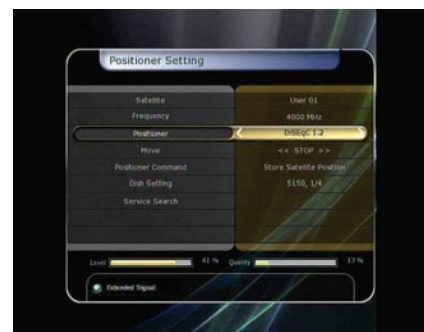 Positioner Setting
Satellite User 01
Frequency 4000 MHz
Positioner DiSEqC 1.2
Move << STOP >>
Positioner Command Store Satellite Position
Dish Setting 5150, 1/4
Service Search
Level 81 % Quality 17 %
Extended Signal